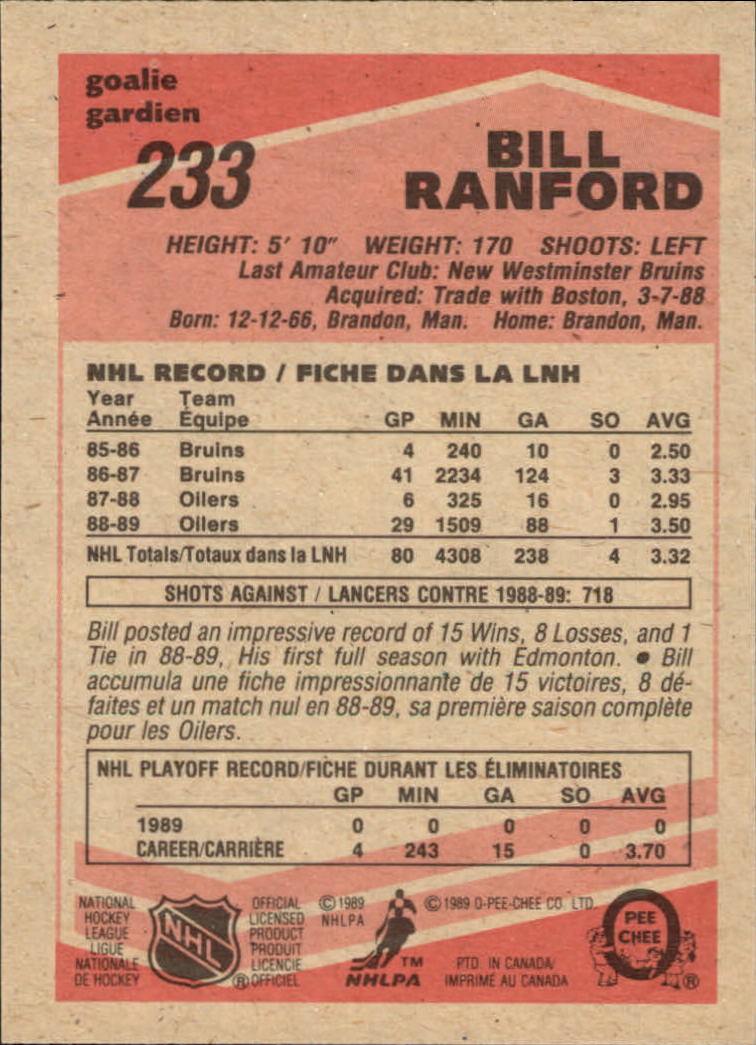 goalie
gardien
233
BILL
RANFORD
HEIGHT: 5' 10" WEIGHT: 170 SHOOTS: LEFT
Last Amateur Club: New Westminster Bruins
Acquired: Trade with Boston, 3-7-88
Born: 12-12-66, Brandon, Man. Home: Brandon, Man.
NHL RECORD / FICHE DANS LA LNH
Year Team
Année Équipe GP MIN GA SO AVG
85-86 Bruins 4 240 10 0 2.50
86-87 Bruins 41 2234 124 3 3.33
87-88 Oilers 6 325 16 0 2.95
88-89 Oilers 29 1509 88 1 3.50
NHL Totals/Totaux dans la LNH 80 4308 238 4 3.32
SHOTS AGAINST / LANCERS CONTRE 1988-89: 718
Bill posted an impressive record of 15 Wins, 8 Losses, and 1
Tie in 88-89, His first full season with Edmonton. ● Bill
accumula une fiche impressionnante de 15 victoires, 8 dé-
faites et un match nul en 88-89, sa première saison complète
pour les Oilers.
NHL PLAYOFF RECORD/FICHE DURANT LES ÉLIMINATOIRES
GP MIN GA SO AVG
1989 0 0 0 0 0
CAREER/CARRIÈRE 4 243 15 0 3.70
NATIONAL
HOCKEY
LEAGUE
LIGUE
NATIONALE
DE HOCKEY
NHL
®
OFFICIAL
LICENSED
PRODUCT
PRODUIT
LICENCIE
OFFICIEL
© 1989
NHLPA
TM
NHLPA
© 1989 O-PEE-CHEE CO. LTD.
PTD. IN CANADA
IMPRIMÉ AU CANADA
PEE
CHEE
®